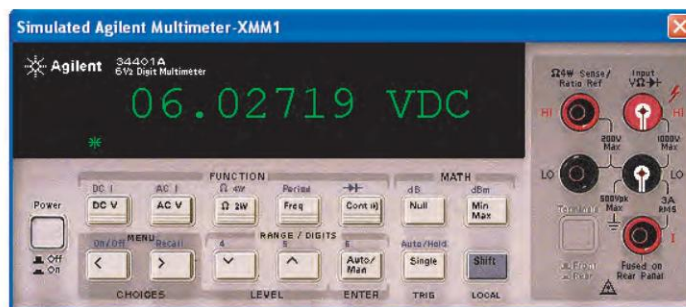 Simulated Agilent Multimeter-XMM1
Agilent 34401A
6½ Digit Multimeter
06.02719 VDC
*
Ω4W Sense/
Ratio Ref
Input
VΩ
HI
HI
200V
Max
1000V
Max
LO
LO
500Vpk
Max
3A
RMS
I
Terminals
Fused on
Rear Panel
FUNCTION
MATH
DC I
AC I
Ω 4W
Period
dB
dBm
Power
DC V
AC V
Ω 2W
Freq
Cont
Null
Min
Max
Off
On
On/Off
MENU
Recall
RANGE / DIGITS
4
5
6
Auto/Hold
<
>
Auto/
Man
Single
Shift
CHOICES
LEVEL
ENTER
TRIG
LOCAL